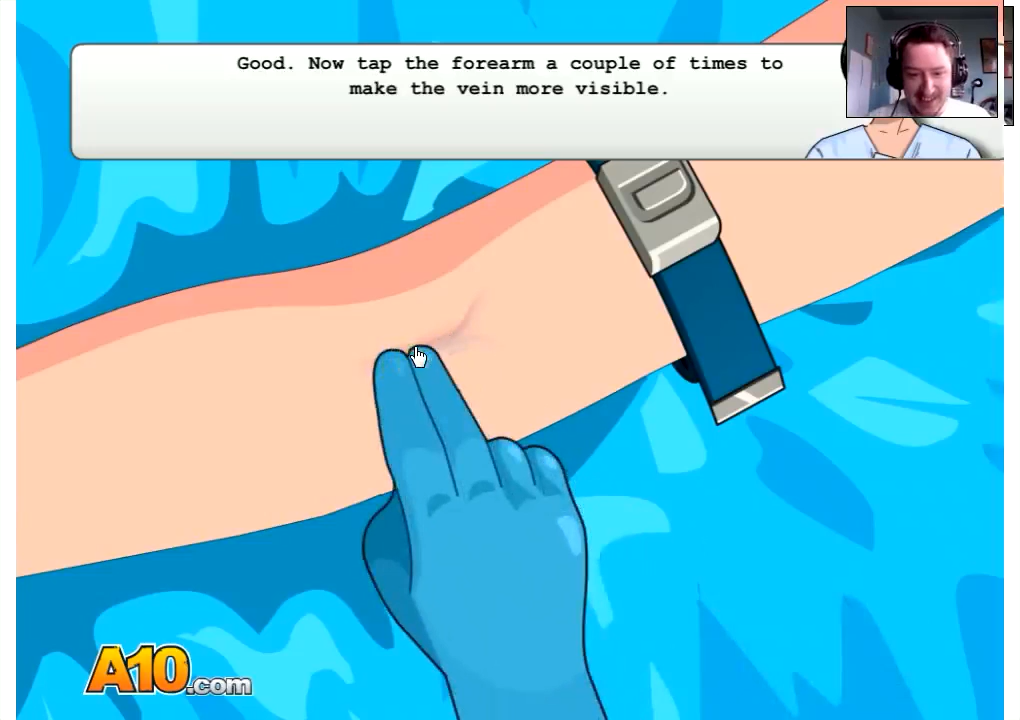 Good. Now tap the forearm a couple of times to
make the vein more visible.
A10.com